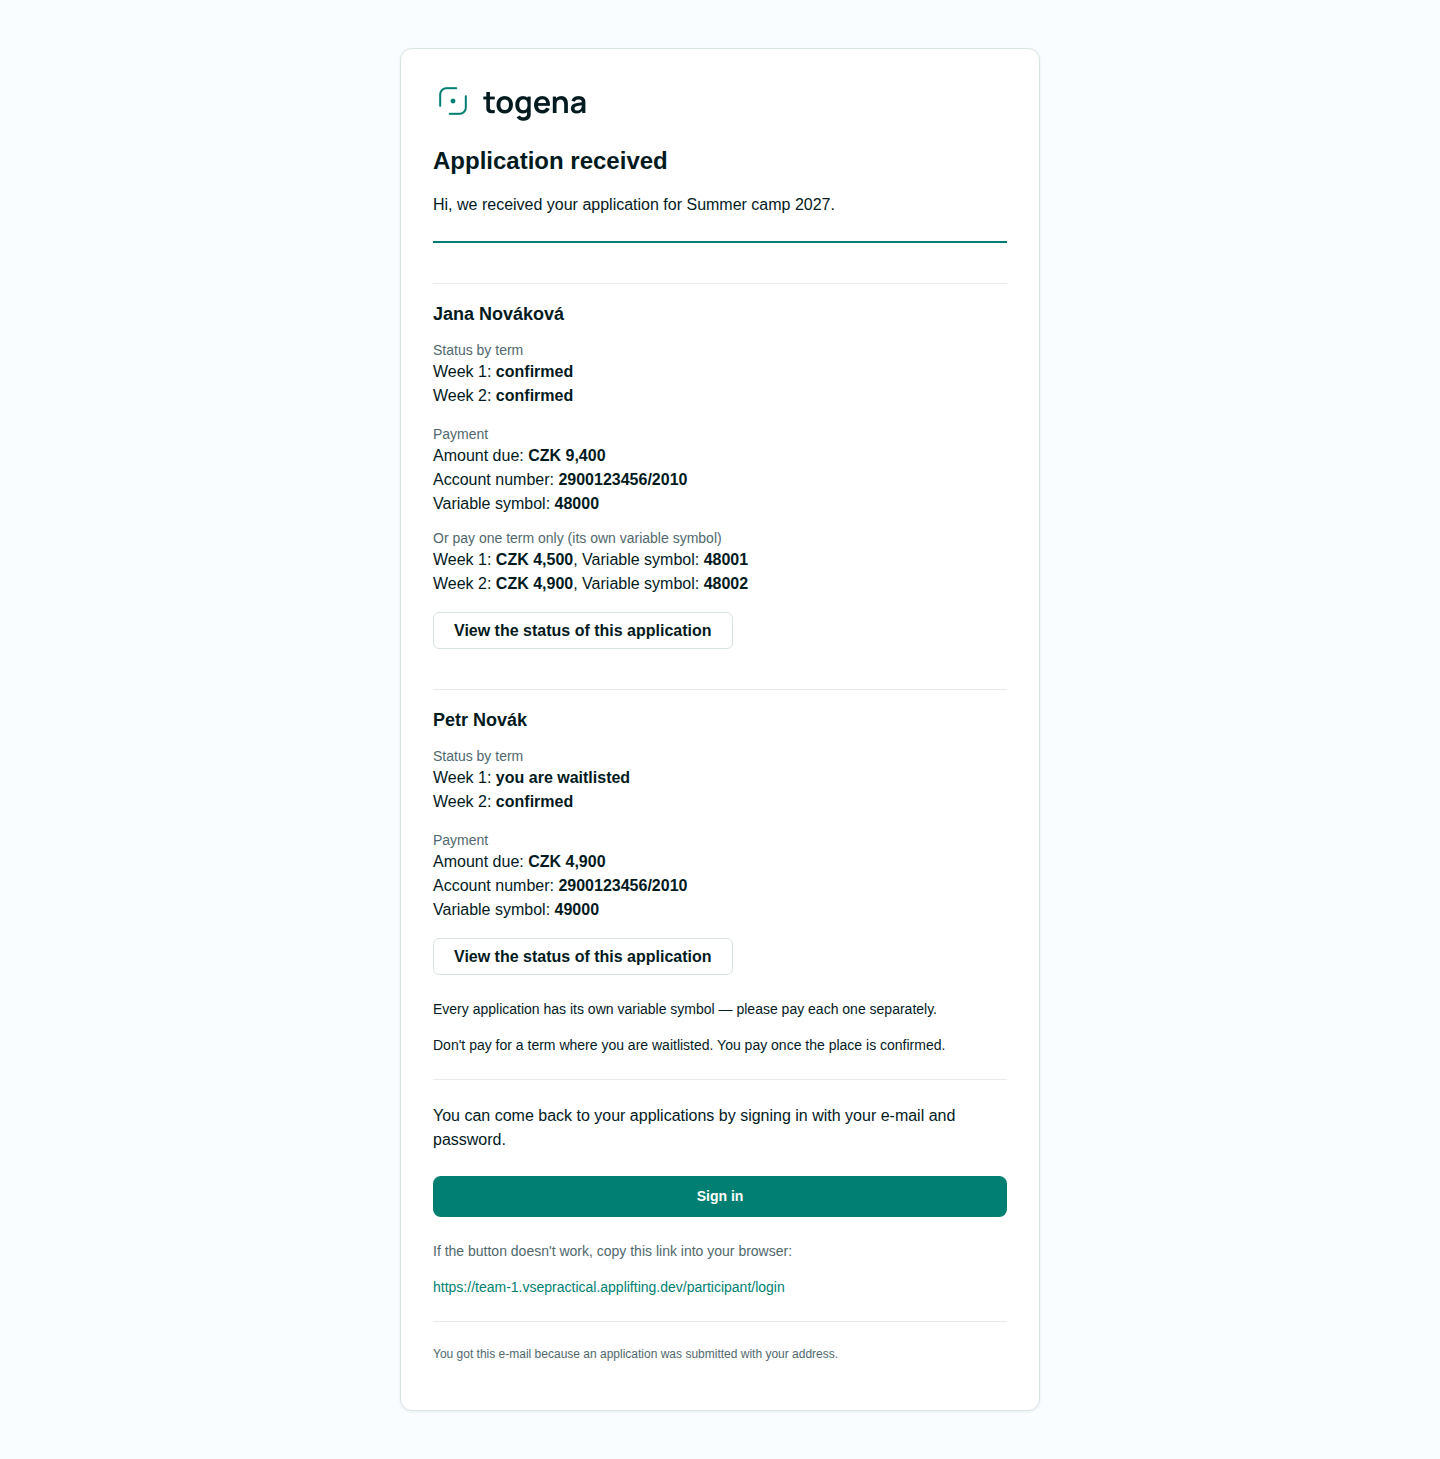 togena
Application received
Hi, we received your application for Summer camp 2027.
Jana Nováková
Status by term
Week 1: confirmed
Week 2: confirmed
Payment
Amount due: CZK 9,400
Account number: 2900123456/2010
Variable symbol: 48000
Or pay one term only (its own variable symbol)
Week 1: CZK 4,500, Variable symbol: 48001
Week 2: CZK 4,900, Variable symbol: 48002
View the status of this application
Petr Novák
Status by term
Week 1: you are waitlisted
Week 2: confirmed
Payment
Amount due: CZK 4,900
Account number: 2900123456/2010
Variable symbol: 49000
View the status of this application
Every application has its own variable symbol — please pay each one separately.
Don't pay for a term where you are waitlisted. You pay once the place is confirmed.
You can come back to your applications by signing in with your e-mail and
password.
Sign in
If the button doesn't work, copy this link into your browser:
https://team-1.vsepractical.applifting.dev/participant/login
You got this e-mail because an application was submitted with your address.